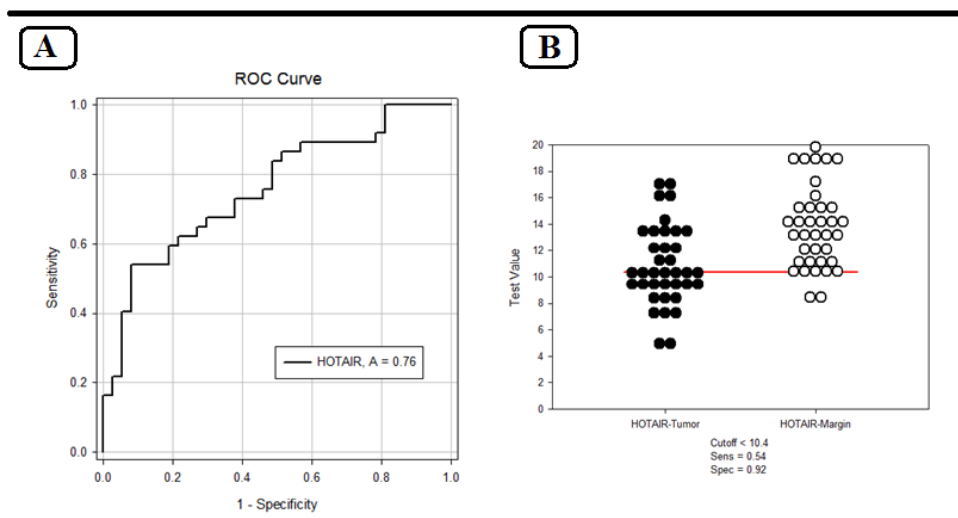 A
ROC Curve
1.0
0.8
0.6
0.4
0.2
0.0
Sensitivity
HOTAIR, A = 0.76
0.0 0.2 0.4 0.6 0.8 1.0
1 - Specificity
B
20
18
16
14
12
10
8
6
4
2
0
Test Value
HOTAIR-Tumor HOTAIR-Margin
Cutoff < 10.4
Sens = 0.54
Spec = 0.92